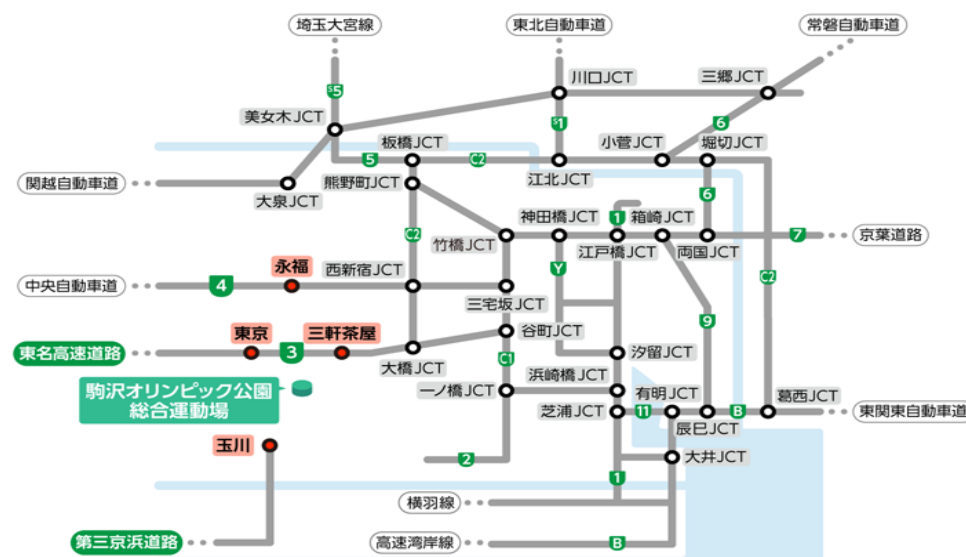 埼玉大宮線
東北自動車道
常磐自動車道
川口JCT
三郷JCT
S5
美女木JCT
S1
6
板橋JCT
小菅JCT
堀切JCT
5
C2
江北JCT
関越自動車道
大泉JCT
熊野町JCT
6
神田橋JCT
1
箱崎JCT
C2
竹橋JCT
江戸橋JCT
両国JCT
7
京葉道路
永福
西新宿JCT
Y
C2
中央自動車道
4
三宅坂JCT
9
東京
三軒茶屋
谷町JCT
東名高速道路
3
大橋JCT
C1
汐留JCT
駒沢オリンピック公園
総合運動場
一ノ橋JCT
浜崎橋JCT
有明JCT
葛西JCT
芝浦JCT
11
B
辰巳JCT
東関東自動車道
玉川
2
大井JCT
1
横羽線
第三京浜道路
高速湾岸線
B